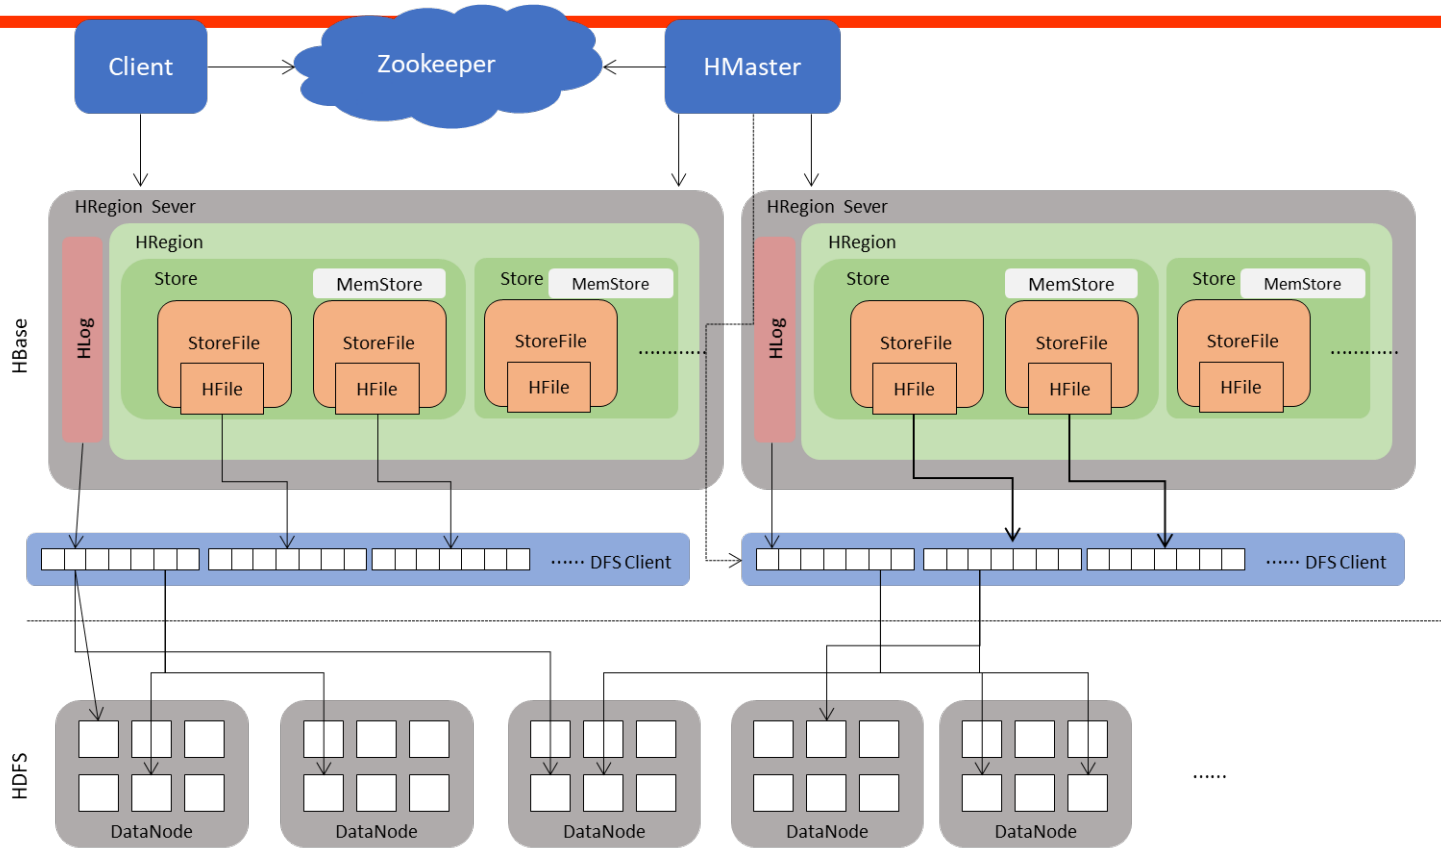 Client
Zookeeper
HMaster
HRegion Sever
HRegion
Store
MemStore
Store
MemStore
StoreFile
HFile
StoreFile
HFile
StoreFile
HFile
…………
HLog
HRegion Sever
HRegion
Store
MemStore
Store
MemStore
StoreFile
HFile
StoreFile
HFile
StoreFile
HFile
…………
HLog
HBase
…… DFS Client
…… DFS Client
HDFS
DataNode
DataNode
DataNode
DataNode
DataNode
……